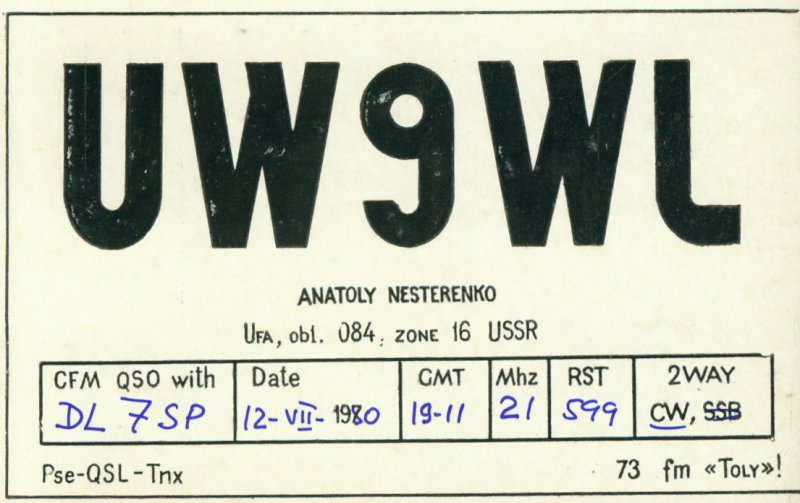 UW9WL
ANATOLY NESTERENKO
UFA, obl. 084, ZONE 16 USSR
CFM QSO with Date GMT Mhz RST 2WAY
DL 7SP 12-VII-1980 19-11 21 599 CW, SSB
Pse-QSL-Tnx 73 fm «TOLY»!